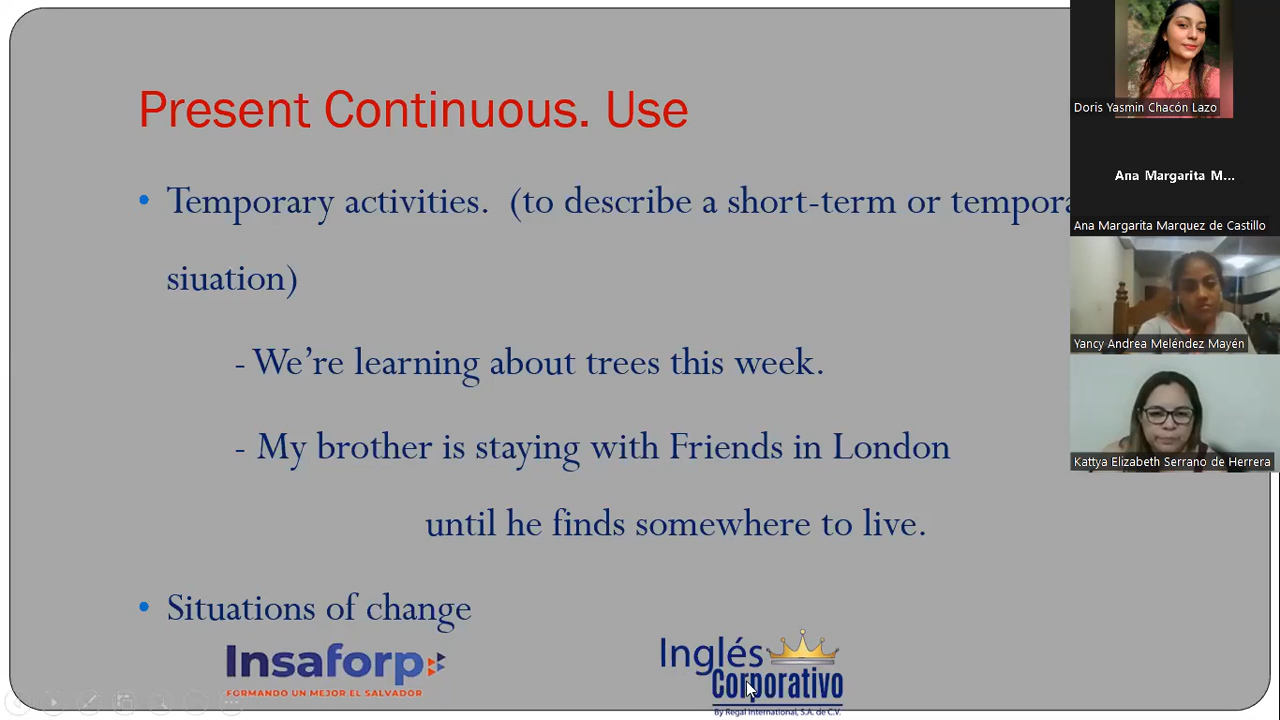 Present Continuous. Use
• Temporary activities. (to describe a short-term or tempora
siuation)
- We're learning about trees this week.
- My brother is staying with Friends in London
until he finds somewhere to live.
• Situations of change
Insaforp
FORMANDO UN MEJOR EL SALVADOR
Inglés
Corporativo
By Regal International, S.A. de C.V.
Doris Yasmin Chacón Lazo
Ana Margarita M...
Ana Margarita Marquez de Castillo
Yancy Andrea Meléndez Mayén
Kattya Elizabeth Serrano de Herrera